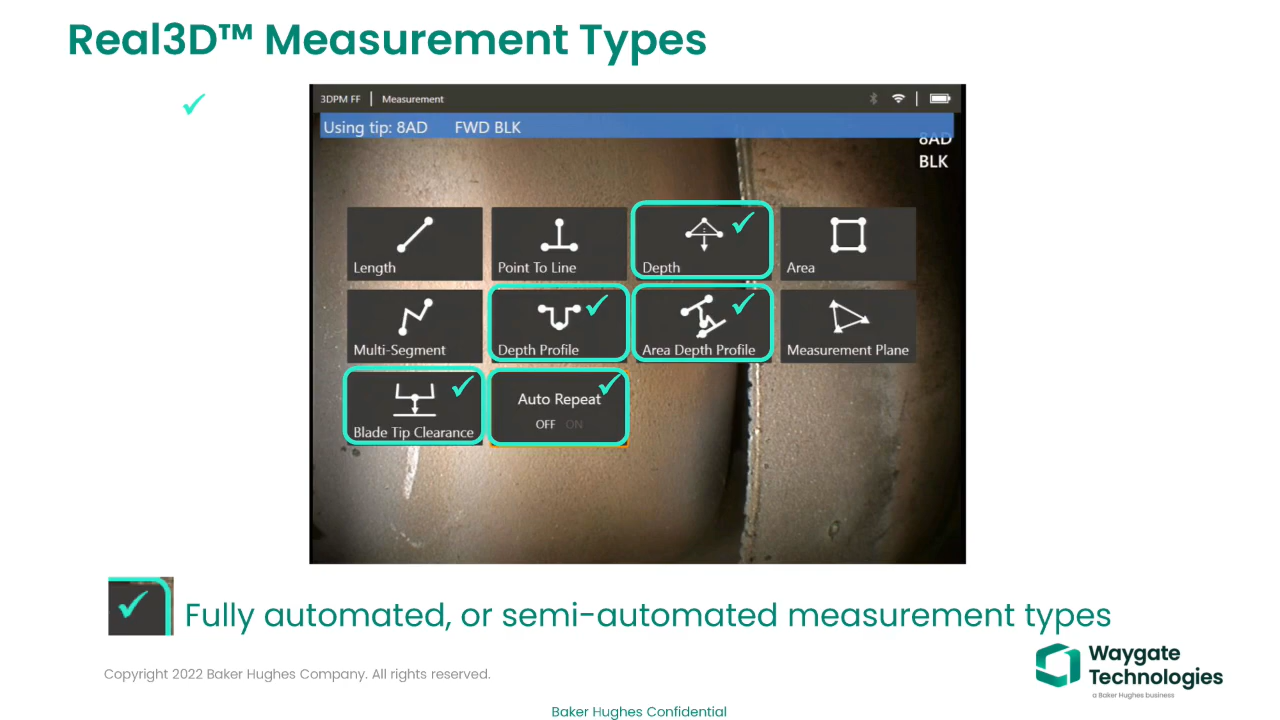 Real3D™ Measurement Types
3DPM FF | Measurement
Using tip: 8AD FWD BLK
8AD
BLK
Length
Point To Line
Depth
Area
Multi-Segment
Depth Profile
Area Depth Profile
Measurement Plane
Blade Tip Clearance
Auto Repeat
OFF ON
Fully automated, or semi-automated measurement types
Copyright 2022 Baker Hughes Company. All rights reserved.
Waygate
Technologies
a Baker Hughes business
Baker Hughes Confidential